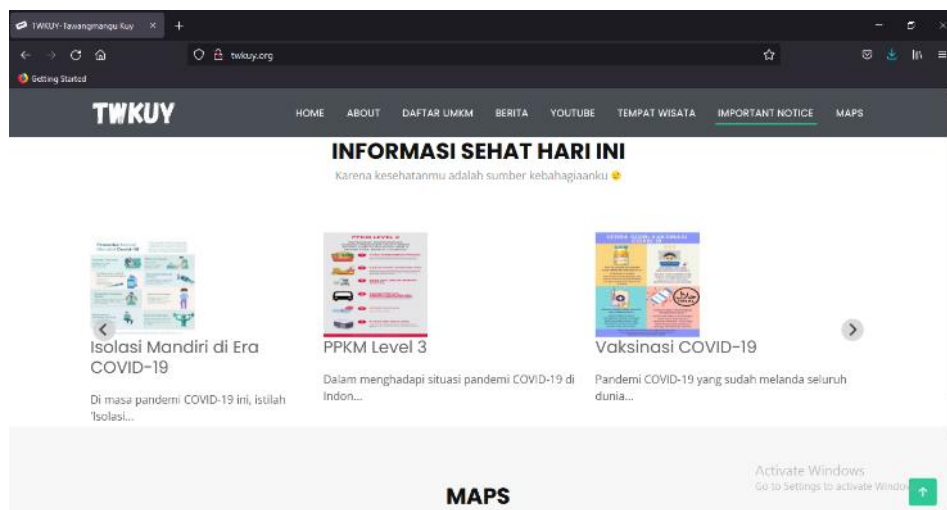 TWKUY-Tawangmangu Kuy
twkuy.org
Getting Started
TWKUY
HOME ABOUT DAFTAR UMKM BERITA YOUTUBE TEMPAT WISATA IMPORTANT NOTICE MAPS
INFORMASI SEHAT HARI INI
Karena kesehatanmu adalah sumber kebahagiaanku
PPKM LEVEL 3
Isolasi Mandiri di Era
COVID-19
Di masa pandemi COVID-19 ini, istilah
'Isolasi...
PPKM Level 3
Dalam menghadapi situasi pandemi COVID-19 di
Indon...
Vaksinasi COVID-19
Pandemi COVID-19 yang sudah melanda seluruh
dunia...
Activate Windows
Go to Settings to activate Windows
MAPS